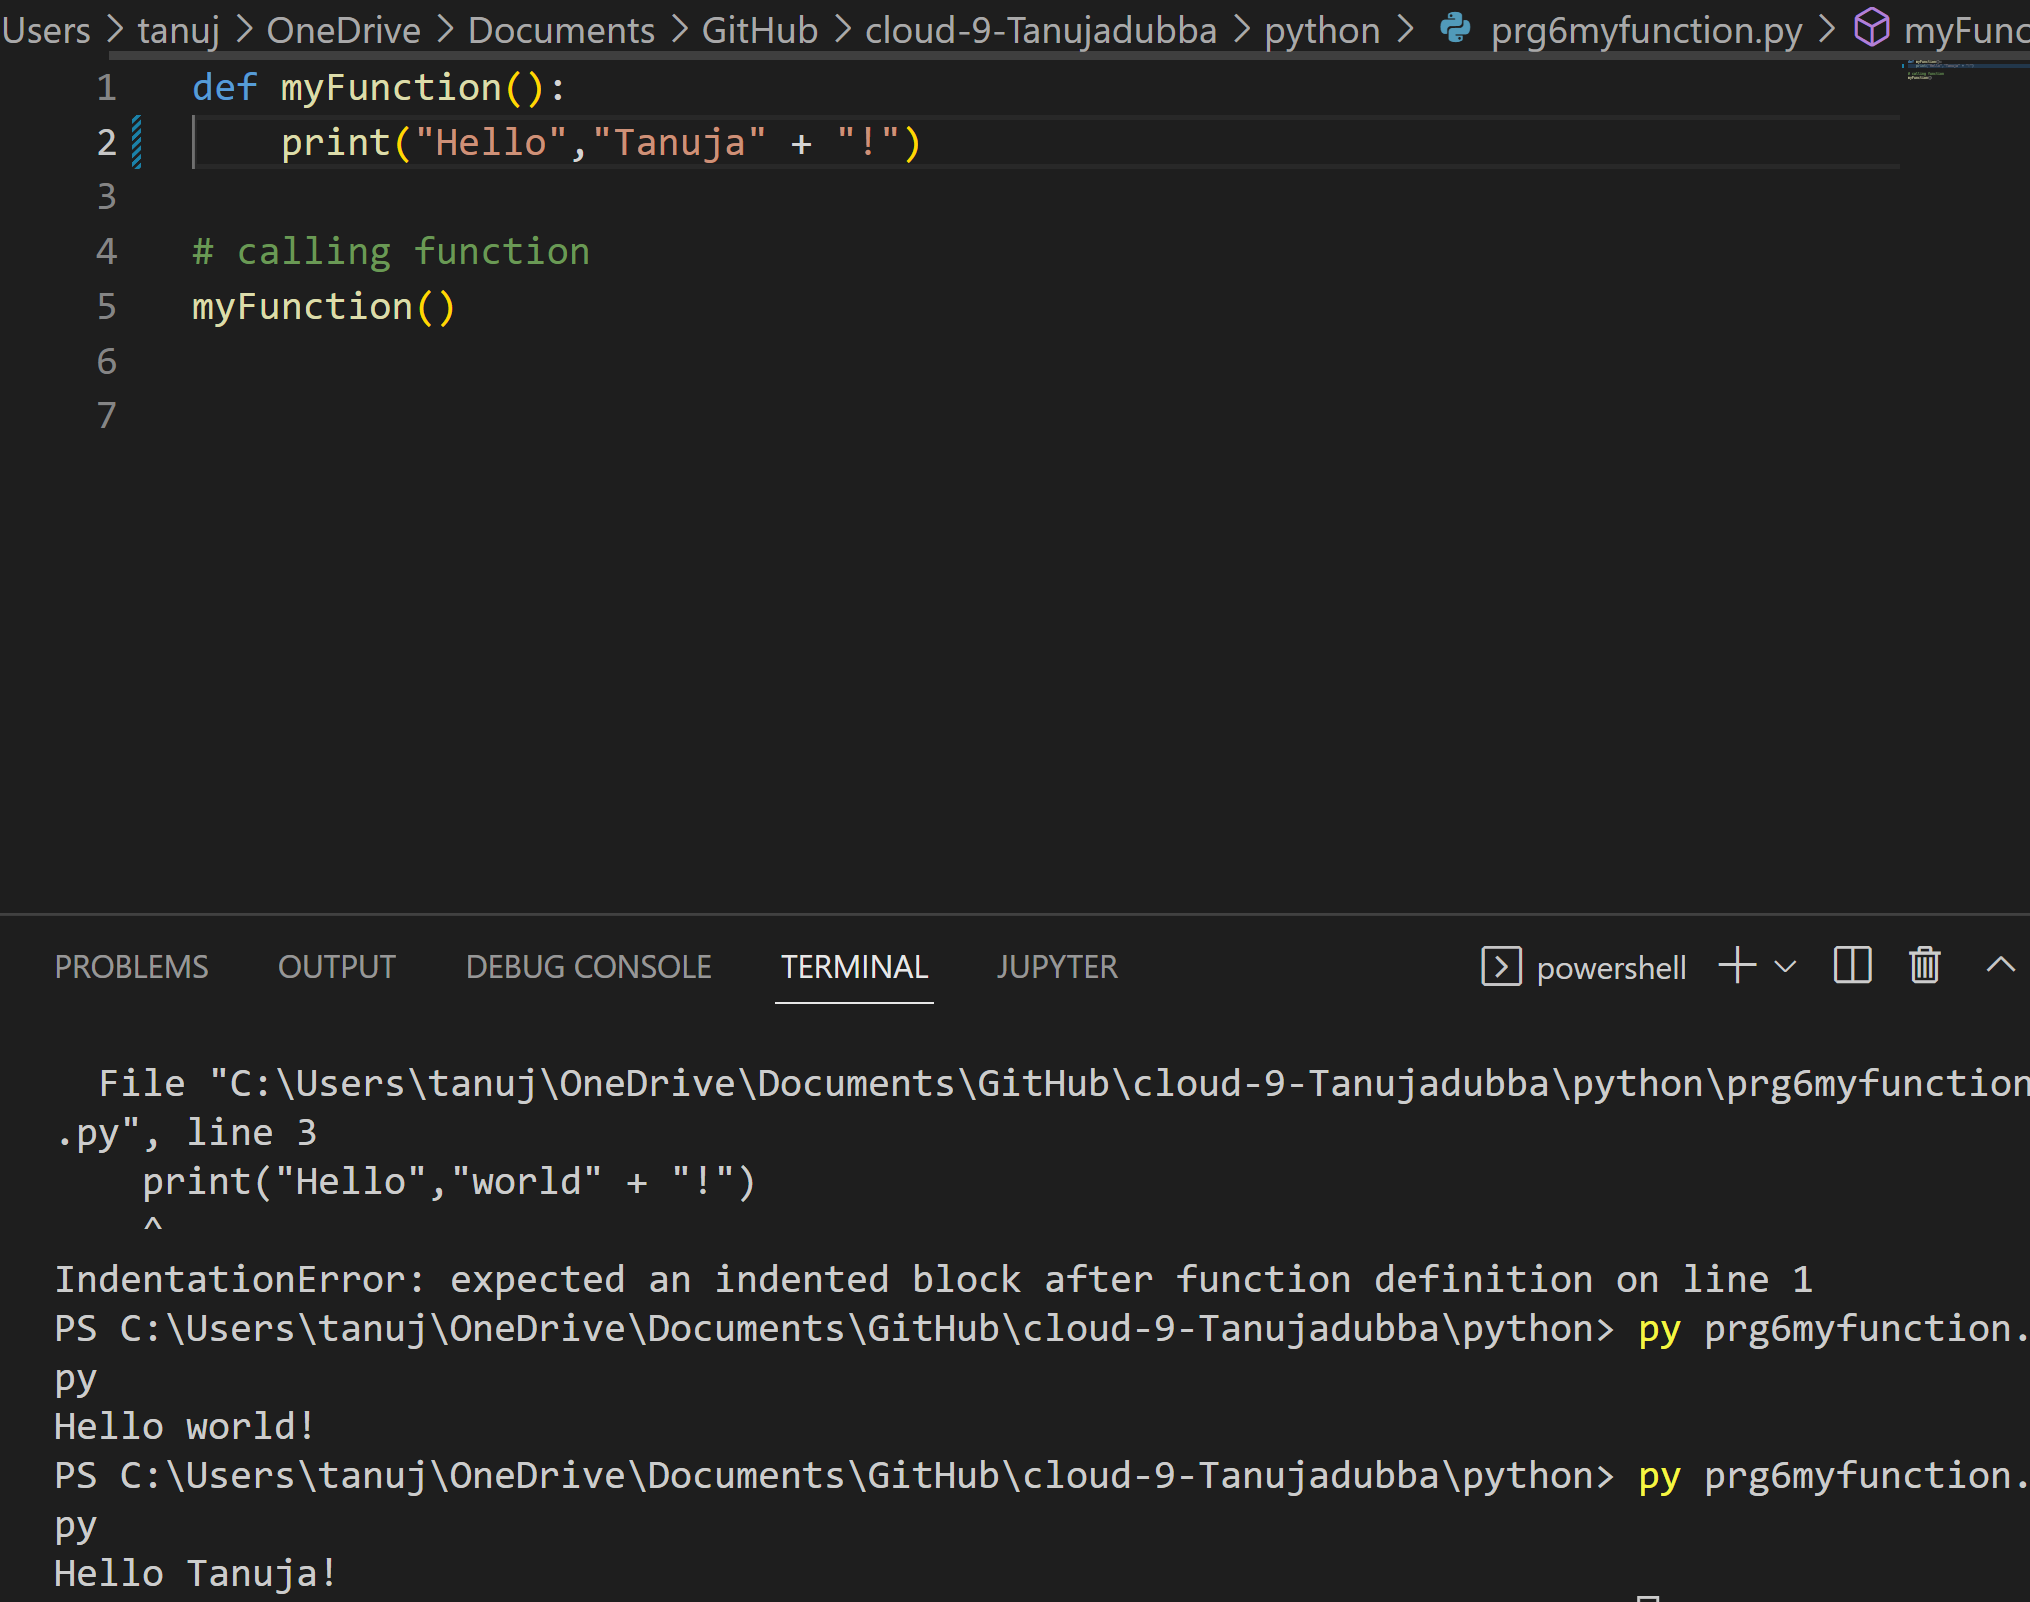 Users > tanuj > OneDrive > Documents > GitHub > cloud-9-Tanujadubba > python > prg6myfunction.py > myFunc
1 def myFunction():
2     print("Hello","Tanuja" + "!")
3
4 # calling function
5 myFunction()
6
7
PROBLEMS OUTPUT DEBUG CONSOLE TERMINAL JUPYTER powershell
  File "C:\Users\tanuj\OneDrive\Documents\GitHub\cloud-9-Tanujadubba\python\prg6myfunction
.py", line 3
    print("Hello","world" + "!")
    ^
IndentationError: expected an indented block after function definition on line 1
PS C:\Users\tanuj\OneDrive\Documents\GitHub\cloud-9-Tanujadubba\python> py prg6myfunction.
py
Hello world!
PS C:\Users\tanuj\OneDrive\Documents\GitHub\cloud-9-Tanujadubba\python> py prg6myfunction.
py
Hello Tanuja!